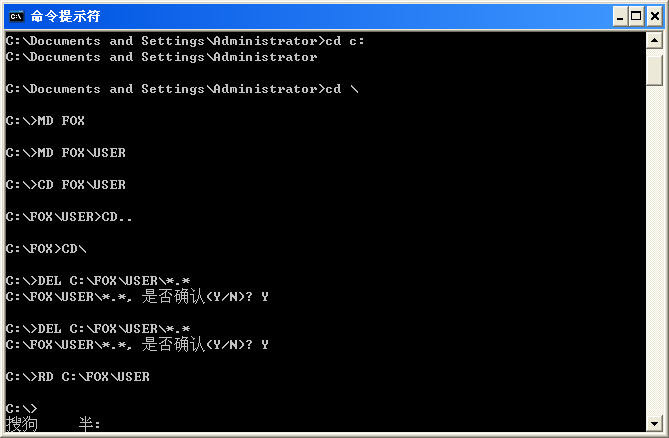 命令提示符
C:\Documents and Settings\Administrator>cd c:
C:\Documents and Settings\Administrator
C:\Documents and Settings\Administrator>cd \
C:\>MD FOX
C:\>MD FOX\USER
C:\>CD FOX\USER
C:\FOX\USER>CD..
C:\FOX>CD\
C:\>DEL C:\FOX\USER\*.*
C:\FOX\USER\*.*, 是否确认(Y/N)? Y
C:\>DEL C:\FOX\USER\*.*
C:\FOX\USER\*.*, 是否确认(Y/N)? Y
C:\>RD C:\FOX\USER
C:\>
搜狗 半: